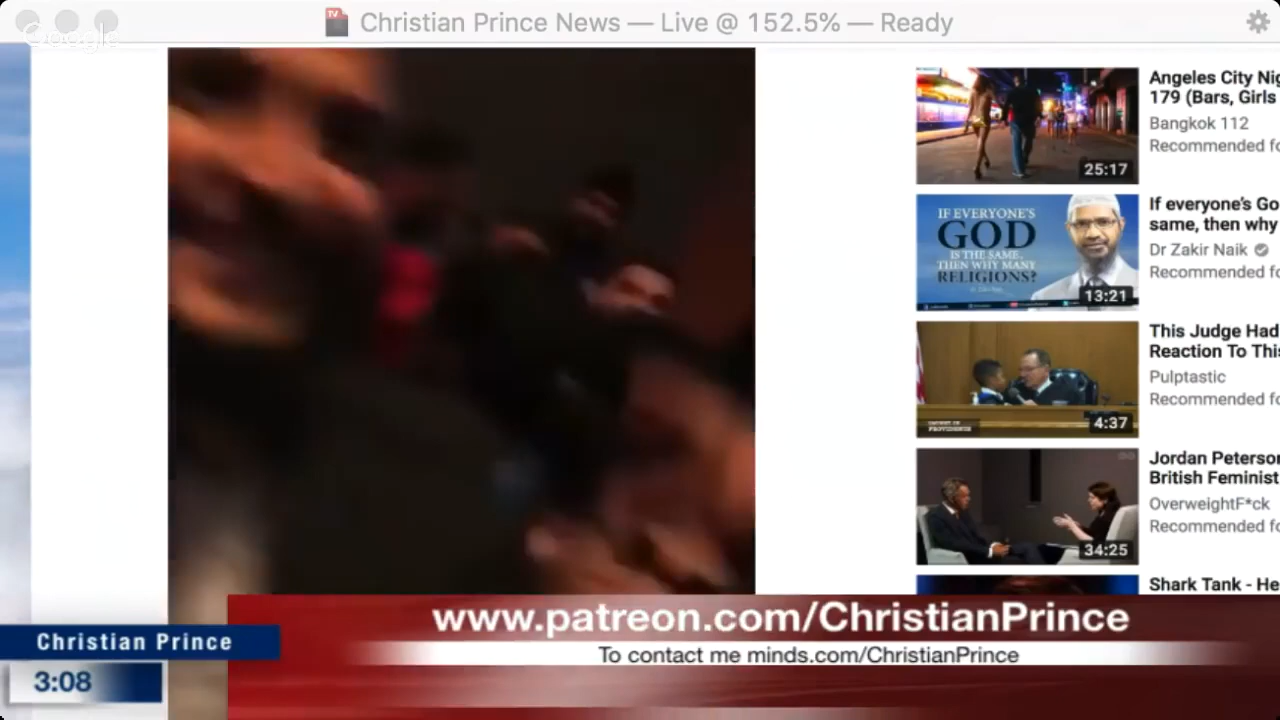 Google
Christian Prince News — Live @ 152.5% — Ready
Angeles City Nig
179 (Bars, Girls
Bangkok 112
Recommended fo
25:17
IF EVERYONE'S
GOD
IS THE SAME,
THEN WHY MANY
RELIGIONS?
13:21
If everyone's Go
same, then why
Dr Zakir Naik
Recommended fo
This Judge Had
Reaction To This
Pulptastic
Recommended fo
CAUGHT IN
PROVIDENCE
4:37
Jordan Peterson
British Feminist
OverweightF*ck
Recommended fo
34:25
Shark Tank - He
www.patreon.com/ChristianPrince
To contact me minds.com/ChristianPrince
Christian Prince
3:08